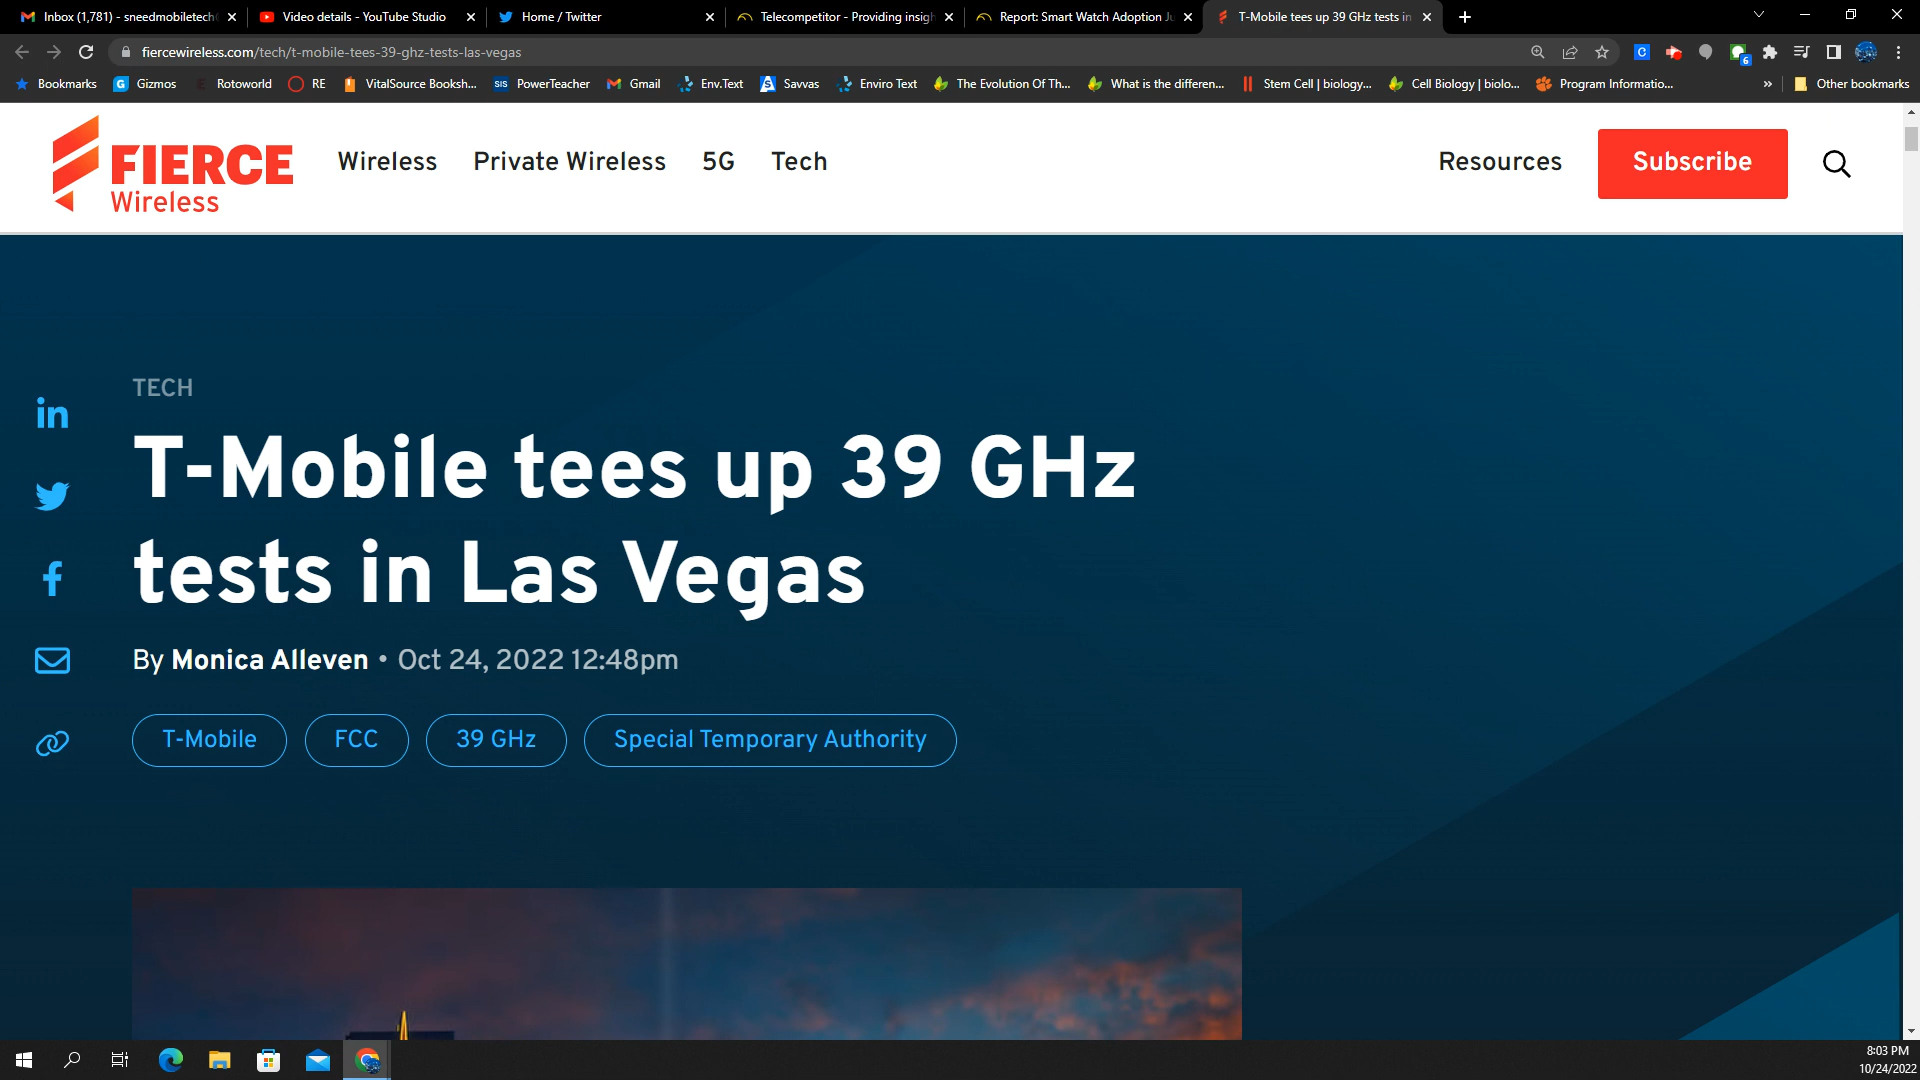 Inbox (1,781) - sneedmobiletech
Video details - YouTube Studio
Home / Twitter
Telecompetitor - Providing insigh
Report: Smart Watch Adoption Ju
T-Mobile tees up 39 GHz tests in
fiercewireless.com/tech/t-mobile-tees-39-ghz-tests-las-vegas
C
6
Bookmarks
G Gizmos
E Rotoworld
RE
VitalSource Booksh...
SIS PowerTeacher
Gmail
Env.Text
S Savvas
Enviro Text
The Evolution Of Th...
What is the differen...
Stem Cell | biology...
Cell Biology | biolo...
Program Informatio...
»
Other bookmarks
FIERCE
Wireless
Wireless
Private Wireless
5G
Tech
Resources
Subscribe
TECH
in
T-Mobile tees up 39 GHz
tests in Las Vegas
f
By Monica Alleven • Oct 24, 2022 12:48pm
T-Mobile
FCC
39 GHz
Special Temporary Authority
8:03 PM
10/24/2022